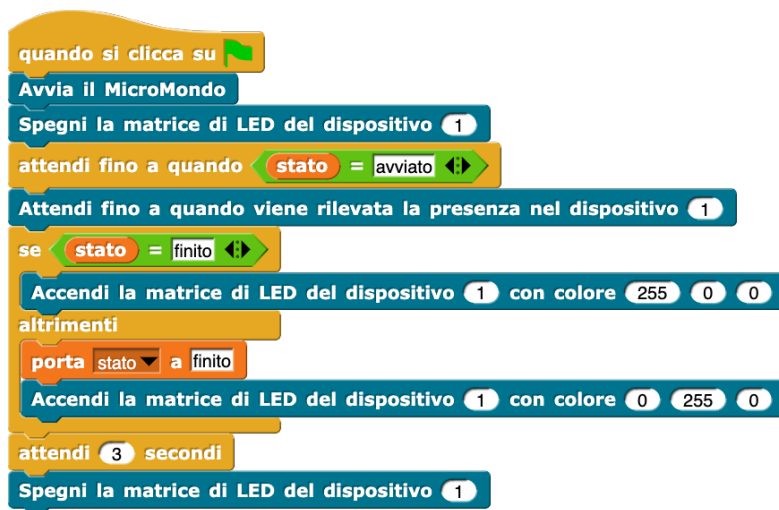 quando si clicca su
Avvia il MicroMondo
Spegni la matrice di LED del dispositivo 1
attendi fino a quando stato = avviato
Attendi fino a quando viene rilevata la presenza nel dispositivo 1
se stato = finito
Accendi la matrice di LED del dispositivo 1 con colore 255 0 0
altrimenti
porta stato a finito
Accendi la matrice di LED del dispositivo 1 con colore 0 255 0
attendi 3 secondi
Spegni la matrice di LED del dispositivo 1